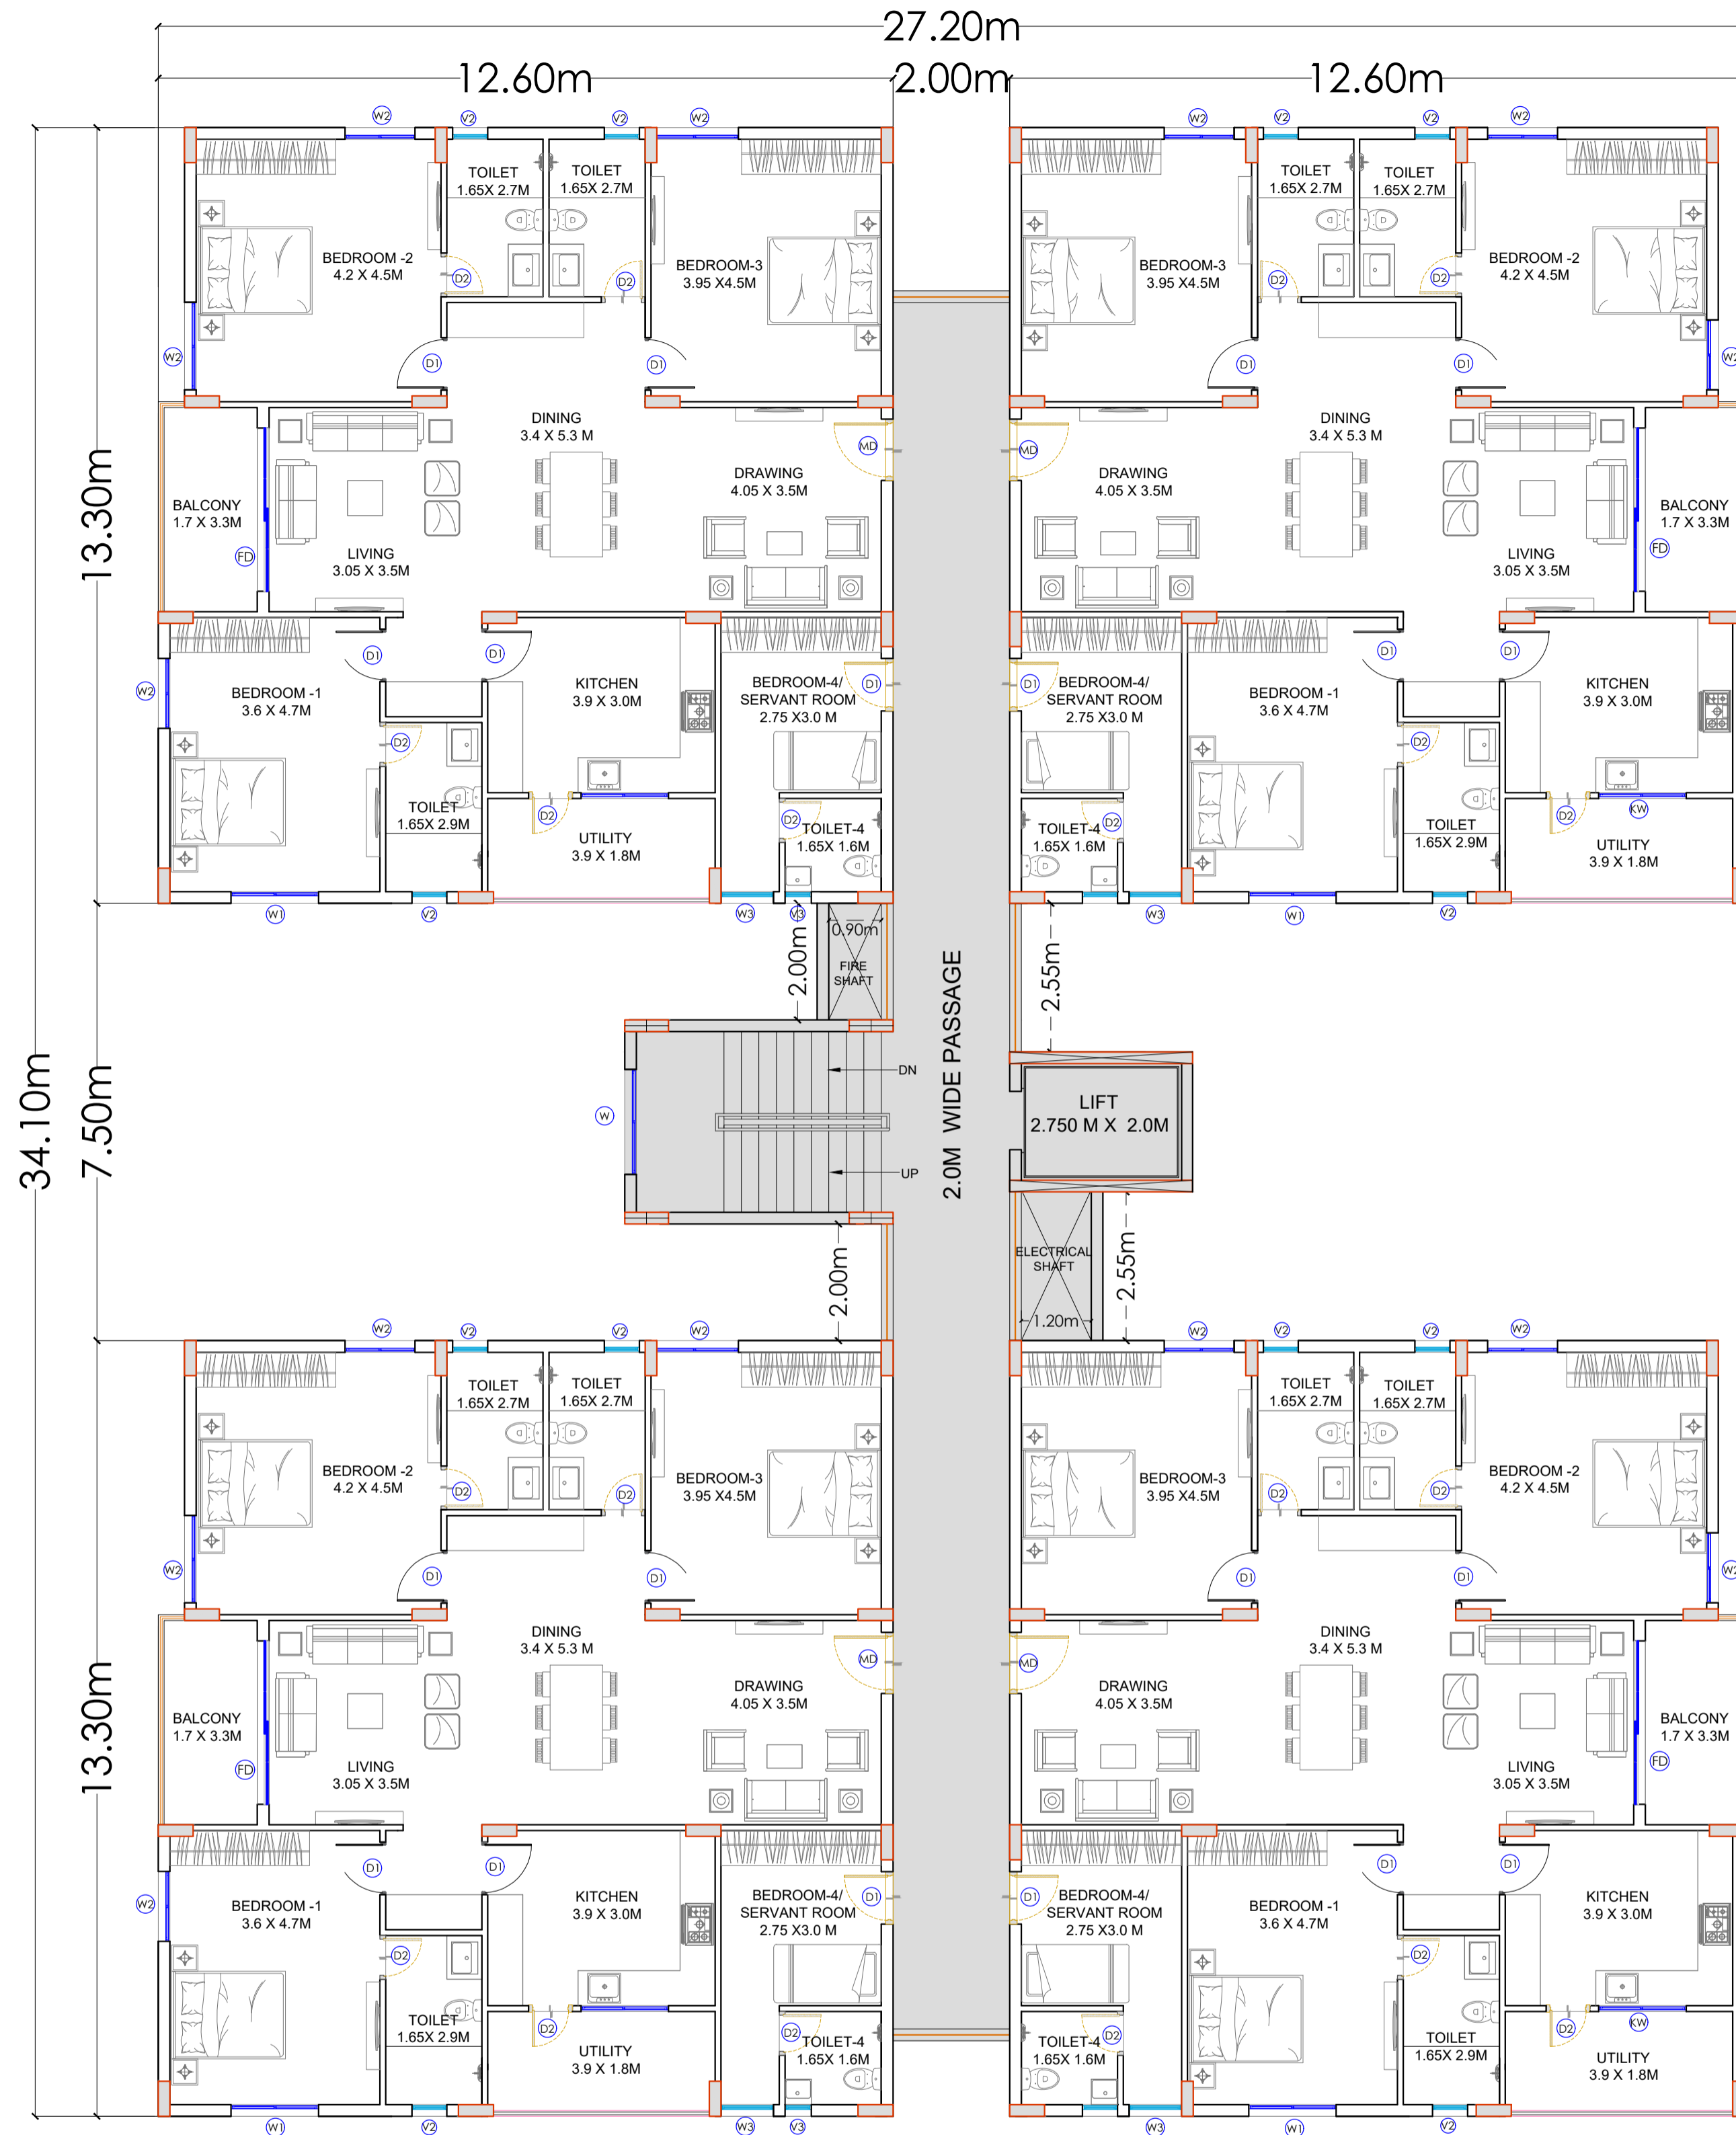 27.20m
12.60m
2.00m
12.60m
W2
V2
V2
W2
W2
V2
V2
W2
TOILET
1.65X 2.7M
TOILET
1.65X 2.7M
TOILET
1.65X 2.7M
TOILET
1.65X 2.7M
BEDROOM -2
4.2 X 4.5M
D2
D2
BEDROOM-3
3.95 X4.5M
BEDROOM-3
3.95 X4.5M
D2
D2
BEDROOM -2
4.2 X 4.5M
W2
D1
D1
D1
D1
W2
13.30m
DINING
3.4 X 5.3 M
DINING
3.4 X 5.3 M
MD
MD
DRAWING
4.05 X 3.5M
DRAWING
4.05 X 3.5M
BALCONY
1.7 X 3.3M
BALCONY
1.7 X 3.3M
FD
LIVING
3.05 X 3.5M
LIVING
3.05 X 3.5M
FD
D1
D1
D1
D1
W2
BEDROOM -1
3.6 X 4.7M
KITCHEN
3.9 X 3.0M
BEDROOM-4/
SERVANT ROOM
2.75 X3.0 M
D1
D1
BEDROOM-4/
SERVANT ROOM
2.75 X3.0 M
BEDROOM -1
3.6 X 4.7M
KITCHEN
3.9 X 3.0M
D2
D2
TOILET
1.65X 2.9M
D2
UTILITY
3.9 X 1.8M
D2
TOILET-4
1.65X 1.6M
TOILET-4
1.65X 1.6M
D2
TOILET
1.65X 2.9M
D2
KW
UTILITY
3.9 X 1.8M
W1
V2
W3
V3
W3
W1
V2
0.90m
2.00m
FIRE
SHAFT
2.55m
34.10m
7.50m
2.0M WIDE PASSAGE
DN
W
UP
LIFT
2.750 M X 2.0M
2.00m
ELECTRICAL
SHAFT
2.55m
1.20m
W2
V2
V2
W2
W2
V2
V2
W2
TOILET
1.65X 2.7M
TOILET
1.65X 2.7M
TOILET
1.65X 2.7M
TOILET
1.65X 2.7M
BEDROOM -2
4.2 X 4.5M
D2
D2
BEDROOM-3
3.95 X4.5M
BEDROOM-3
3.95 X4.5M
D2
D2
BEDROOM -2
4.2 X 4.5M
W2
D1
D1
D1
D1
W2
13.30m
DINING
3.4 X 5.3 M
DINING
3.4 X 5.3 M
MD
MD
DRAWING
4.05 X 3.5M
DRAWING
4.05 X 3.5M
BALCONY
1.7 X 3.3M
BALCONY
1.7 X 3.3M
FD
LIVING
3.05 X 3.5M
LIVING
3.05 X 3.5M
FD
D1
D1
D1
D1
W2
BEDROOM -1
3.6 X 4.7M
KITCHEN
3.9 X 3.0M
BEDROOM-4/
SERVANT ROOM
2.75 X3.0 M
D1
D1
BEDROOM-4/
SERVANT ROOM
2.75 X3.0 M
BEDROOM -1
3.6 X 4.7M
KITCHEN
3.9 X 3.0M
D2
D2
TOILET
1.65X 2.9M
D2
UTILITY
3.9 X 1.8M
D2
TOILET-4
1.65X 1.6M
TOILET-4
1.65X 1.6M
D2
TOILET
1.65X 2.9M
D2
KW
UTILITY
3.9 X 1.8M
W1
V2
W3
V3
W3
W1
V2